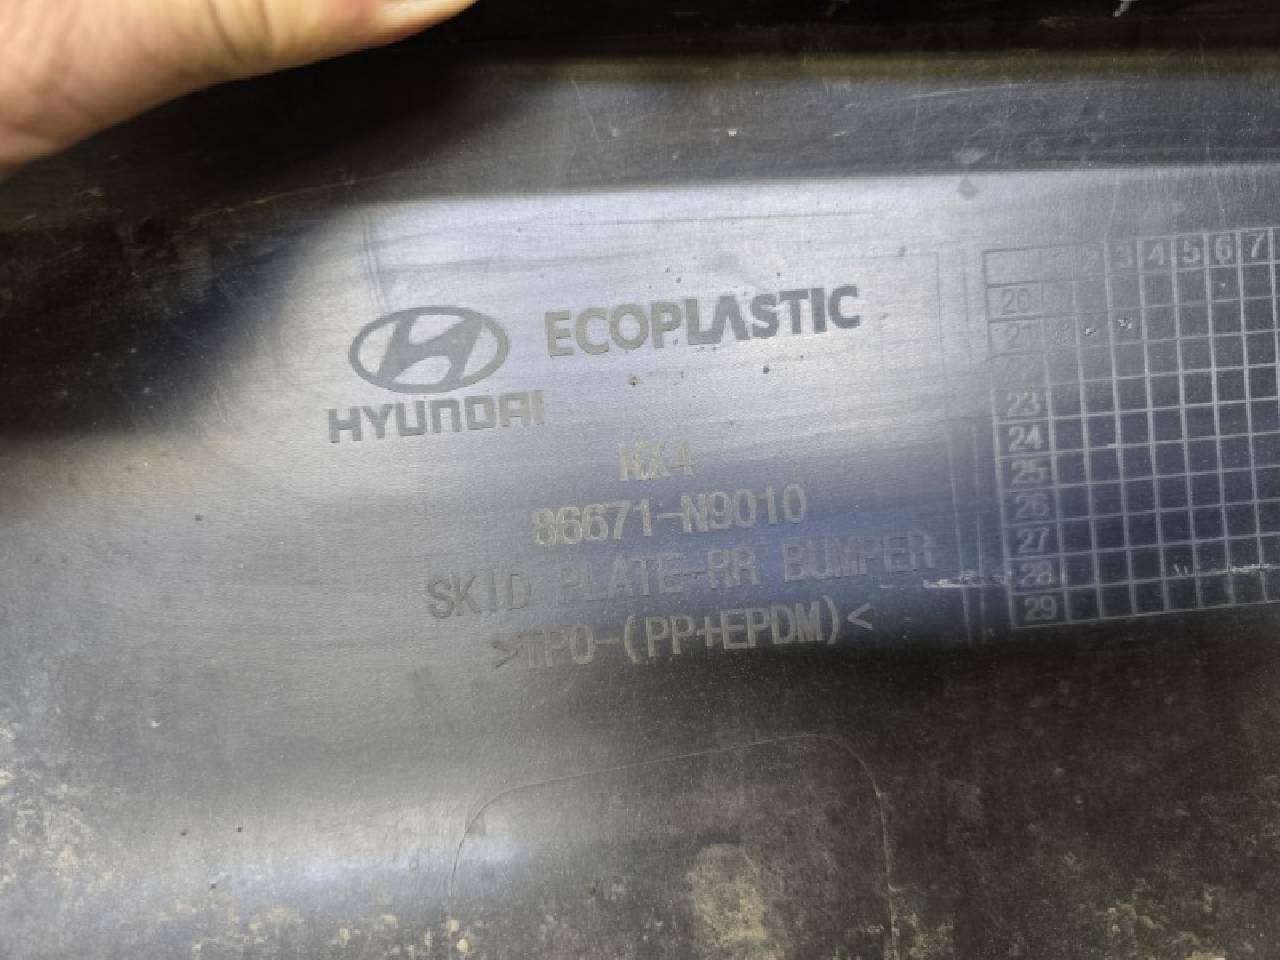 HYUNDAI
ECOPLASTIC
NX4
86671-N9010
SKID PLATE-RR BUMPER
>TPO-(PP+EPDM)<
2 3 4 5 6 7
20
21
22
23
24
25
26
27
28
29